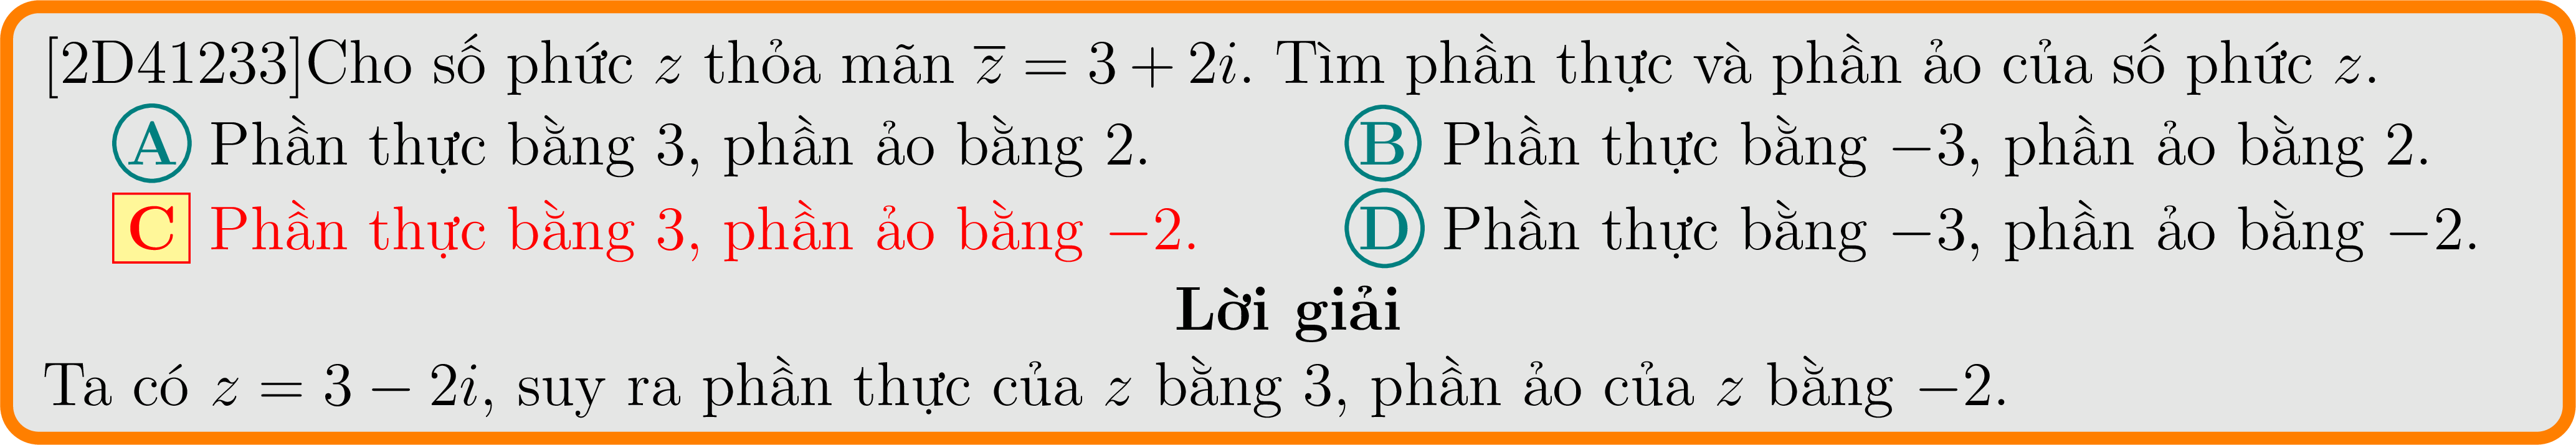 [2D41233]Cho số phức z thỏa mãn z̅ = 3 + 2i. Tìm phần thực và phần ảo của số phức z.
A Phần thực bằng 3, phần ảo bằng 2. B Phần thực bằng −3, phần ảo bằng 2.
C Phần thực bằng 3, phần ảo bằng −2. D Phần thực bằng −3, phần ảo bằng −2.
Lời giải
Ta có z = 3 − 2i, suy ra phần thực của z bằng 3, phần ảo của z bằng −2.